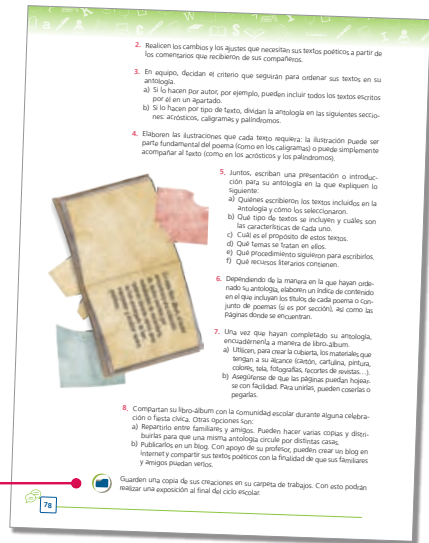 2. Realicen los cambios y los ajustes que necesitan sus textos poéticos a partir de
los comentarios que recibieron de sus compañeros.
3. En equipo, decidan el criterio que seguirán para ordenar sus textos en su
antología.
a) Si lo hacen por autor, por ejemplo, pueden incluir todos los textos escritos
por él en un apartado.
b) Si lo hacen por tipo de texto, dividan la antología en las siguientes seccio-
nes: acrósticos, caligramas y palíndromos.
4. Elaboren las ilustraciones que cada texto requiera: la ilustración puede ser
parte fundamental del poema (como en los caligramas) o puede simplemente
acompañar al texto (como en los acrósticos y los palíndromos).
5. Juntos, escriban una presentación o introduc-
ción para su antología en la que expliquen lo
siguiente:
a) Quiénes escribieron los textos incluidos en la
antología y cómo los seleccionaron.
b) Qué tipo de textos se incluyen y cuáles son
las características de cada uno.
c) Cuál es el propósito de estos textos.
d) Qué temas se tratan en ellos.
e) Qué procedimiento siguieron para escribirlos.
f) Qué recursos literarios contienen.
6. Dependiendo de la manera en la que hayan orde-
nado su antología, elaboren un índice de contenido
en el que incluyan los títulos de cada poema o con-
junto de poemas (si es por sección), así como las
páginas donde se encuentran.
7. Una vez que hayan completado su antología,
encuadérnenla a manera de libro-álbum.
a) Utilicen, para crear la cubierta, los materiales que
tengan a su alcance (cartón, cartulina, pintura,
colores, tela, fotografías, recortes de revistas...).
b) Asegúrense de que las páginas puedan hojear-
se con facilidad. Para unirlas, pueden coserlas o
pegarlas.
8. Compartan su libro-álbum con la comunidad escolar durante alguna celebra-
ción o fiesta cívica. Otras opciones son:
a) Repartirlo entre familiares y amigos. Pueden hacer varias copias y distri-
buirlas para que una misma antología circule por distintas casas.
b) Publicarlos en un blog. Con apoyo de su profesor, pueden crear un blog en
internet y compartir sus textos poéticos con la finalidad de que sus familiares
y amigos puedan verlos.
Guarden una copia de sus creaciones en su carpeta de trabajos. Con esto podrán
realizar una exposición al final del ciclo escolar.
78